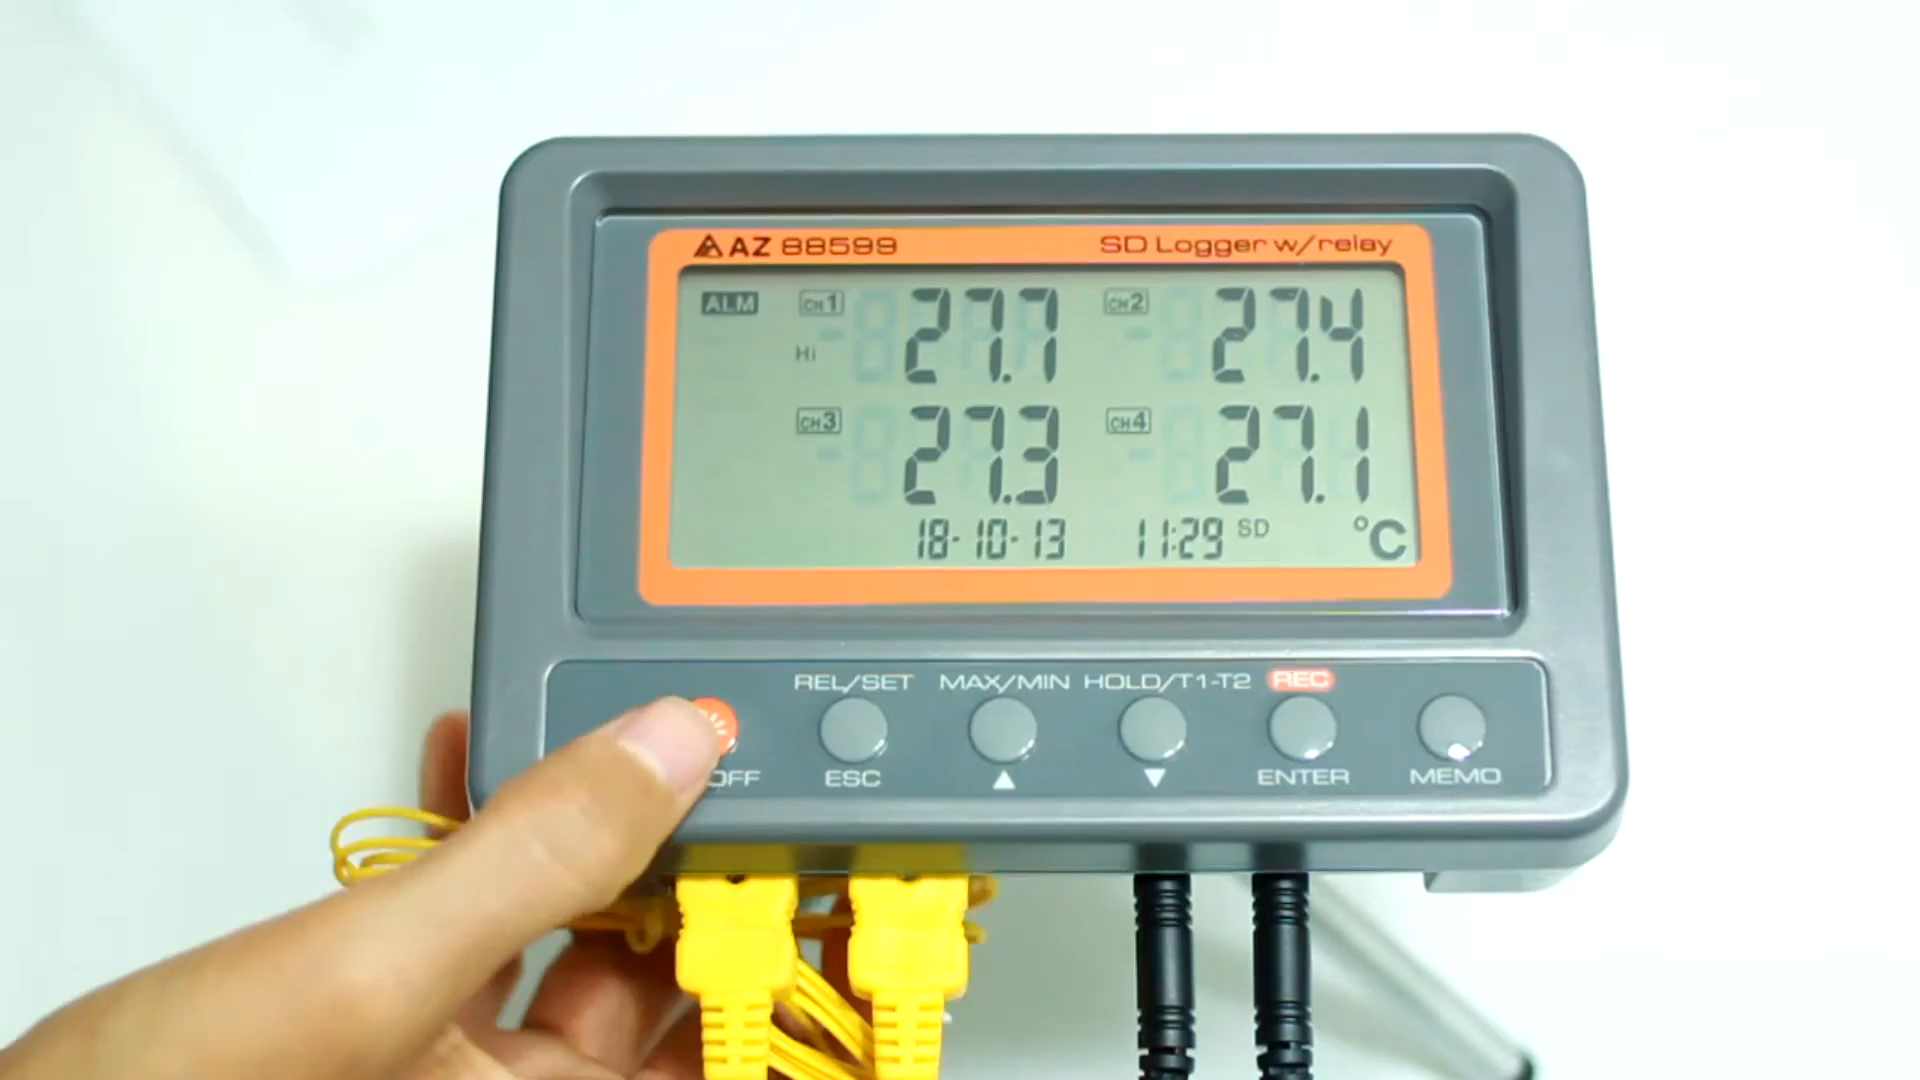 AZ 88599 SD Logger w/relay
ALM CH1 27.7 CH2 27.4
Hi
CH3 27.3 CH4 27.1
18-10-13 11:29 SD °C
REL/SET MAX/MIN HOLD/T1-T2 REC
OFF ESC ▲ ▼ ENTER MEMO